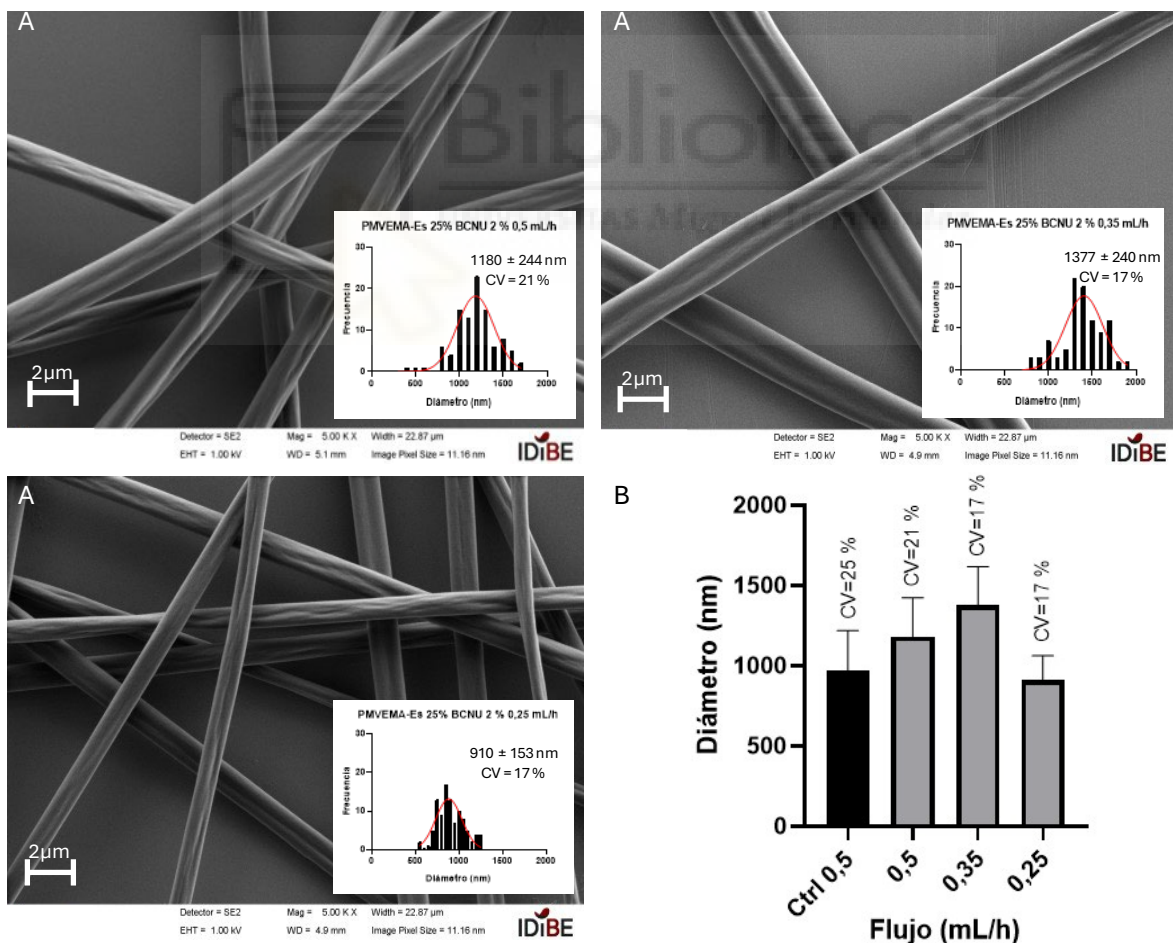 A
Biblioteca
PMVEMA-Es 25% BCNU 2 % 0,5 mL/h
1180 ± 244 nm
CV = 21 %
Frecuencia
30
20
10
0
0 500 1000 1500 2000
Diámetro (nm)
2µm
Detector = SE2 Mag = 5.00 K X Width = 22.87 µm
EHT = 1.00 kV WD = 5.1 mm Image Pixel Size = 11.16 nm
IDiBE
A
PMVEMA-Es 25% BCNU 2 % 0,35 mL/h
1377 ± 240 nm
CV = 17 %
Frecuencia
30
20
10
0
0 500 1000 1500 2000
Diámetro (nm)
2µm
Detector = SE2 Mag = 5.00 K X Width = 22.87 µm
EHT = 1.00 kV WD = 4.9 mm Image Pixel Size = 11.16 nm
IDiBE
A
PMVEMA-Es 25% BCNU 2 % 0,25 mL/h
910 ± 153 nm
CV = 17 %
Frecuencia
30
20
10
0
0 500 1000 1500 2000
Diámetro (nm)
2µm
Detector = SE2 Mag = 5.00 K X Width = 22.87 µm
EHT = 1.00 kV WD = 4.9 mm Image Pixel Size = 11.16 nm
IDiBE
B
Diámetro (nm)
2000
1500
1000
500
0
CV=25 %
CV=21 %
CV=17 %
CV=17 %
Ctrl 0,5
0,5
0,35
0,25
Flujo (mL/h)